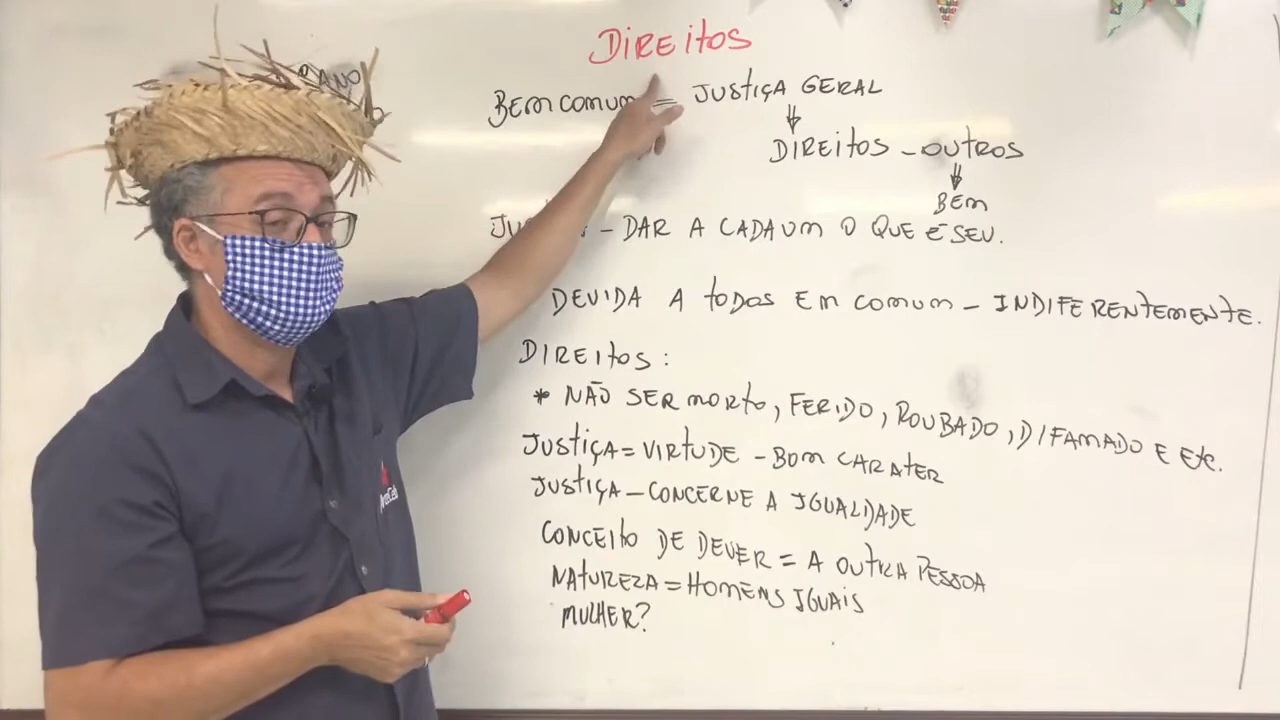 DIREITOS
ANO
BEM COMUM = JUSTIÇA GERAL
DIREITOS - OUTROS
BEM
- DAR A CADA UM O QUE É SEU.
DEVIDA A TODOS EM COMUM - INDIFERENTEMENTE.
DIREITOS:
* NÃO SER MORTO, FERIDO, ROUBADO, DIFAMADO E ETC.
JUSTIÇA = VIRTUDE - BOM CARATER
JUSTIÇA - CONCERNE A IGUALDADE
CONCEITO DE DEVER = A OUTRA PESSOA
NATUREZA = HOMENS IGUAIS
MULHER?